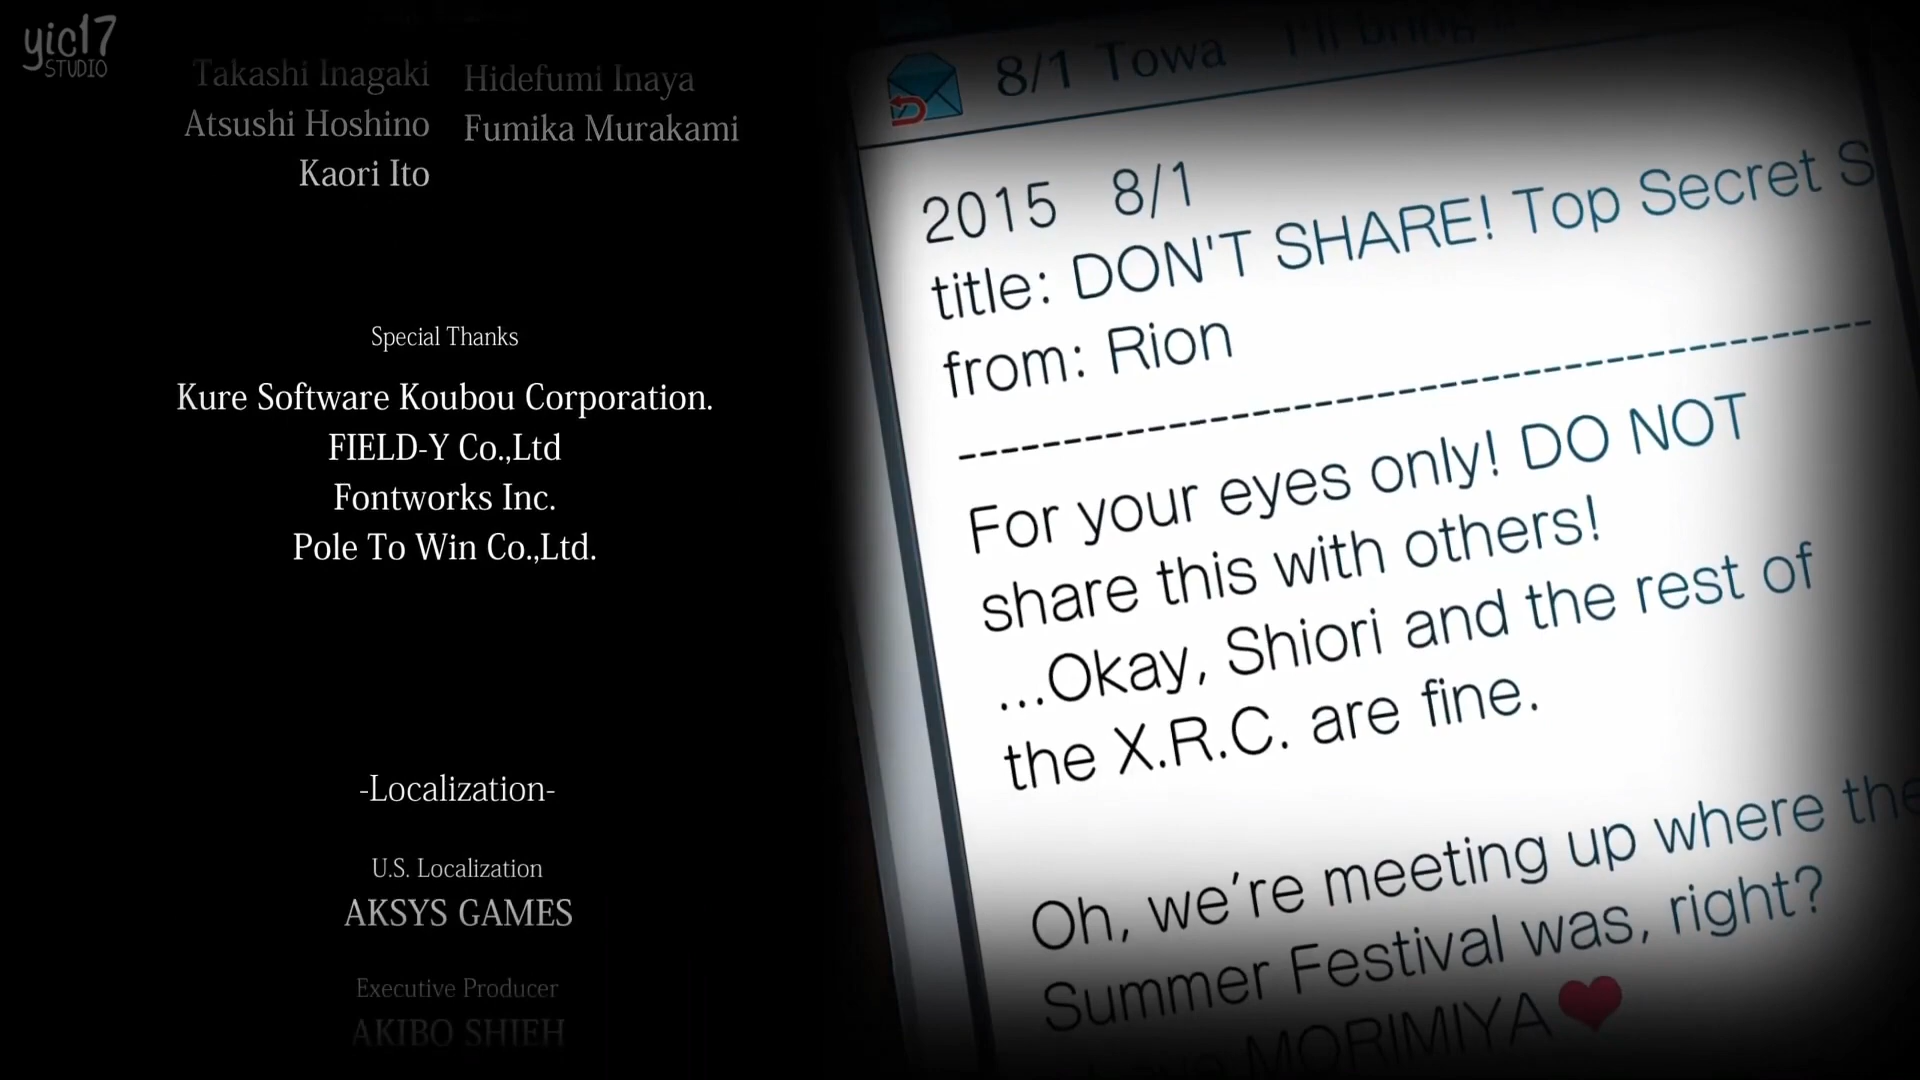 yic17
STUDIO
Takashi Inagaki
Hidefumi Inaya
Atsushi Hoshino
Fumika Murakami
Kaori Ito
Special Thanks
Kure Software Koubou Corporation.
FIELD-Y Co.,Ltd
Fontworks Inc.
Pole To Win Co.,Ltd.
-Localization-
U.S. Localization
AKSYS GAMES
Executive Producer
AKIBO SHIEH
8/1 Towa I'll bring
2015 8/1
title: DON'T SHARE! Top Secret S
from: Rion
--------------------------------
For your eyes only! DO NOT
share this with others!
...Okay, Shiori and the rest of
the X.R.C. are fine.
Oh, we're meeting up where the
Summer Festival was, right?
MORIMIYA❤